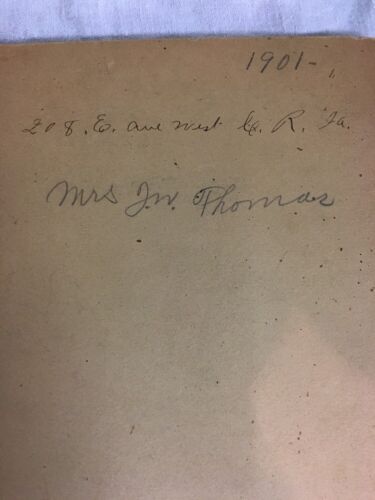 1901-
208. E. ave west C. R. Ia.
Mrs J.W. Thomas